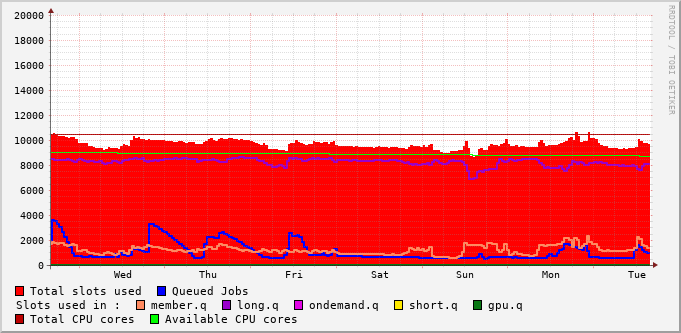 RRDTOOL / TOBI OETIKER
20000
18000
16000
14000
12000
10000
8000
6000
4000
2000
0
Wed Thu Fri Sat Sun Mon Tue
Total slots used Queued Jobs
Slots used in : member.q long.q ondemand.q short.q gpu.q
Total CPU cores Available CPU cores